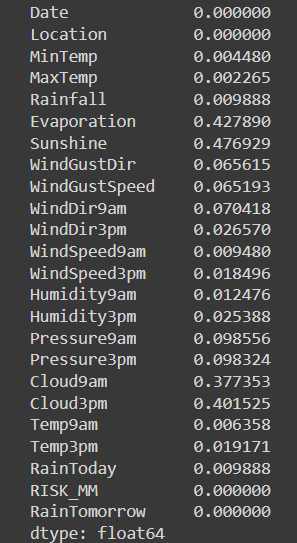 Date 0.000000
Location 0.000000
MinTemp 0.004480
MaxTemp 0.002265
Rainfall 0.009888
Evaporation 0.427890
Sunshine 0.476929
WindGustDir 0.065615
WindGustSpeed 0.065193
WindDir9am 0.070418
WindDir3pm 0.026570
WindSpeed9am 0.009480
WindSpeed3pm 0.018496
Humidity9am 0.012476
Humidity3pm 0.025388
Pressure9am 0.098556
Pressure3pm 0.098324
Cloud9am 0.377353
Cloud3pm 0.401525
Temp9am 0.006358
Temp3pm 0.019171
RainToday 0.009888
RISK_MM 0.000000
RainTomorrow 0.000000
dtype: float64